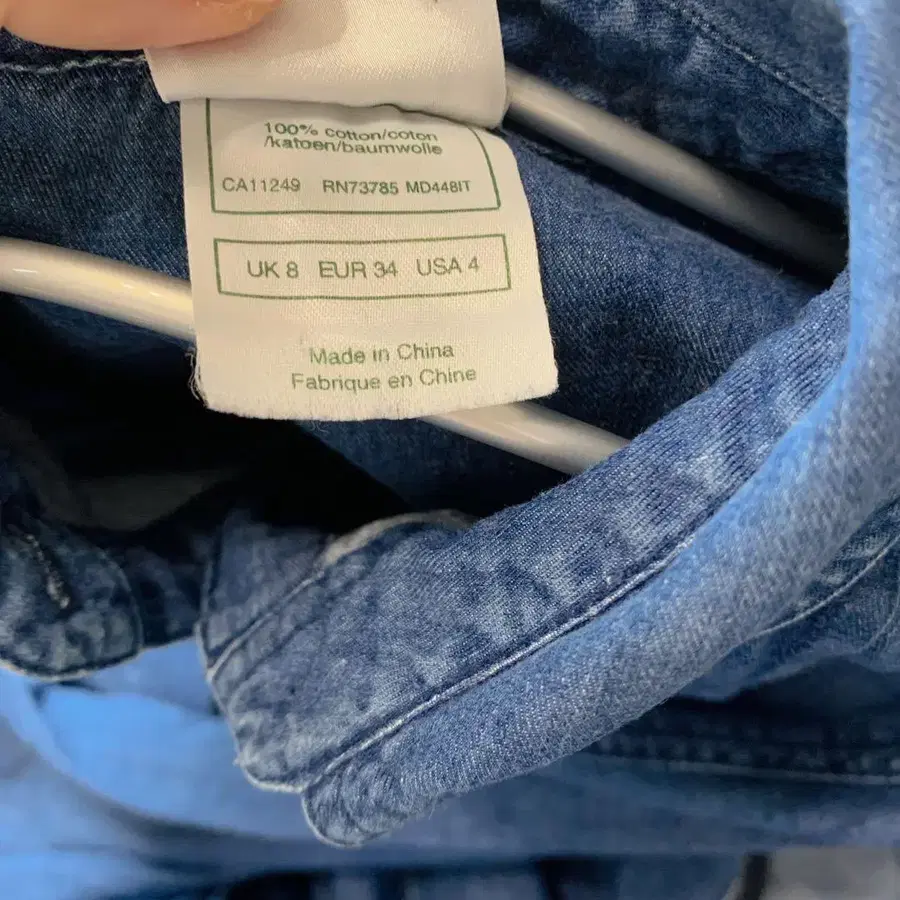 100% cotton/coton
/katoen/baumwolle
CA11249 RN73785 MD448IT
UK 8 EUR 34 USA 4
Made in China
Fabrique en Chine